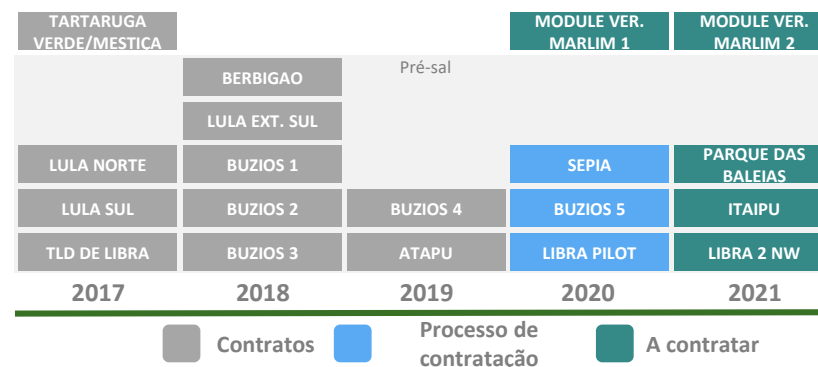 TARTARUGA
VERDE/MESTIÇA
MODULE VER.
MARLIM 1
MODULE VER.
MARLIM 2
Pré-sal
BERBIGAO
LULA EXT. SUL
LULA NORTE
BUZIOS 1
SEPIA
PARQUE DAS
BALEIAS
LULA SUL
BUZIOS 2
BUZIOS 4
BUZIOS 5
ITAIPU
TLD DE LIBRA
BUZIOS 3
ATAPU
LIBRA PILOT
LIBRA 2 NW
2017
2018
2019
2020
2021
Contratos
Processo de
contratação
A contratar